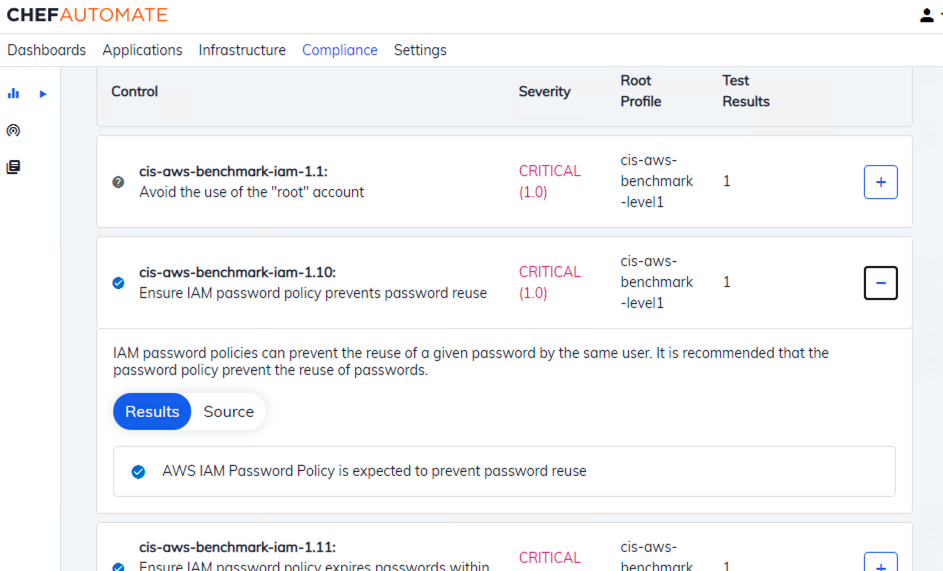 CHEFAUTOMATE
Dashboards Applications Infrastructure Compliance Settings
Control Severity Root Profile Test Results
cis-aws-benchmark-iam-1.1:
Avoid the use of the "root" account
CRITICAL
(1.0)
cis-aws-
benchmark
-level1
1
+
cis-aws-benchmark-iam-1.10:
Ensure IAM password policy prevents password reuse
CRITICAL
(1.0)
cis-aws-
benchmark
-level1
1
−
IAM password policies can prevent the reuse of a given password by the same user. It is recommended that the
password policy prevent the reuse of passwords.
Results Source
AWS IAM Password Policy is expected to prevent password reuse
cis-aws-benchmark-iam-1.11:
Ensure IAM password policy expires passwords within
CRITICAL
cis-aws-
benchmark
1
+